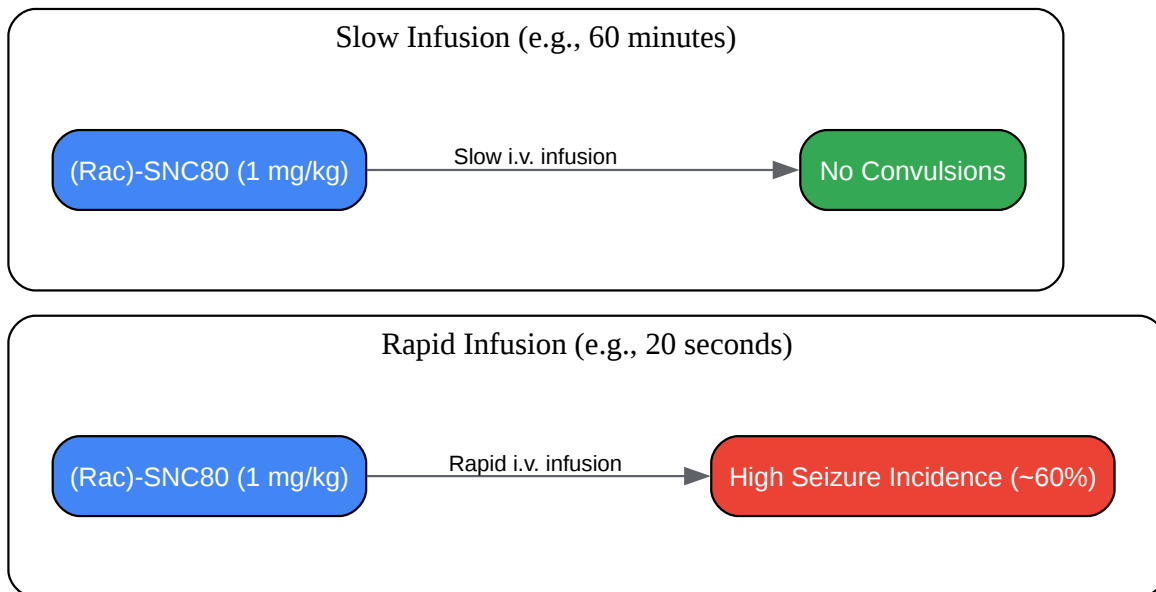 Slow Infusion (e.g., 60 minutes)
(Rac)-SNC80 (1 mg/kg)
Slow i.v. infusion
No Convulsions
Rapid Infusion (e.g., 20 seconds)
(Rac)-SNC80 (1 mg/kg)
Rapid i.v. infusion
High Seizure Incidence (~60%)